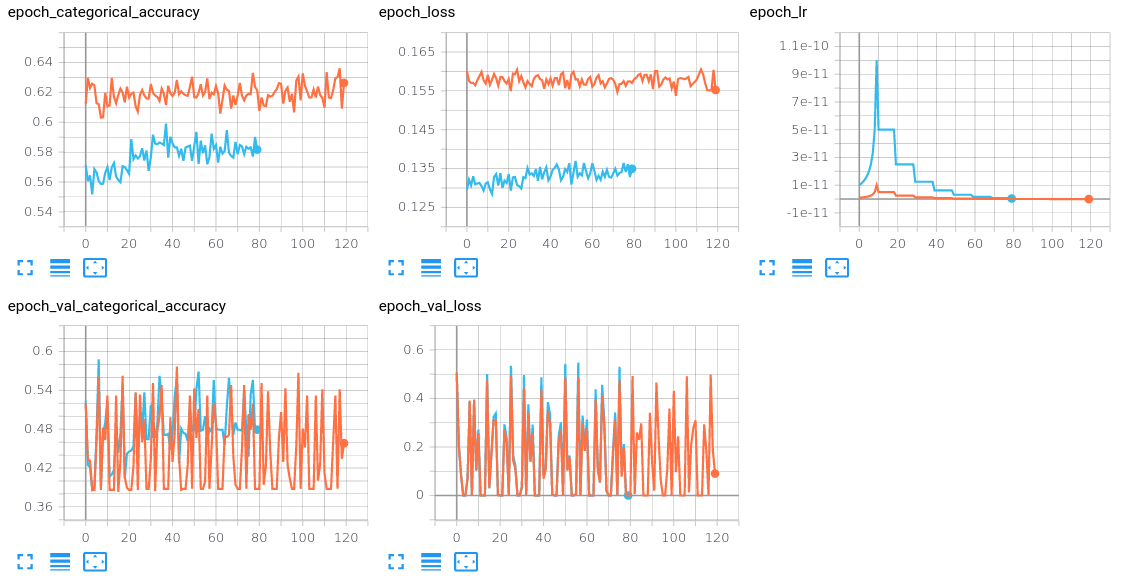 epoch_categorical_accuracy
0.64
0.62
0.6
0.58
0.56
0.54
0 20 40 60 80 100 120
epoch_loss
0.165
0.155
0.145
0.135
0.125
0 20 40 60 80 100 120
epoch_lr
1.1e-10
9e-11
7e-11
5e-11
3e-11
1e-11
-1e-11
0 20 40 60 80 100 120
epoch_val_categorical_accuracy
0.6
0.54
0.48
0.42
0.36
0 20 40 60 80 100 120
epoch_val_loss
0.6
0.4
0.2
0
0 20 40 60 80 100 120